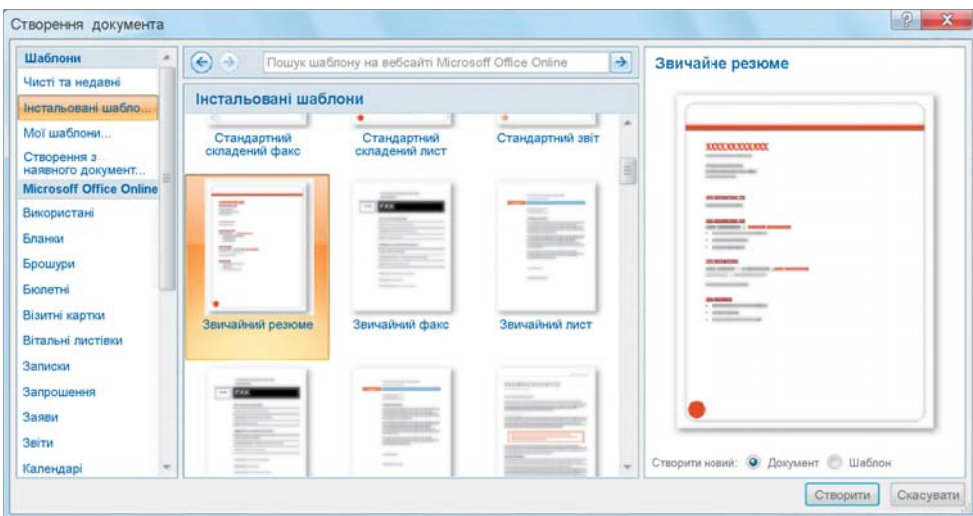 Створення документа
Шаблони
Чисті та недавні
Інстальовані шабло...
Мої шаблони...
Створення з
наявного документ...
Microsoft Office Online
Використані
Бланки
Брошури
Бюлетні
Візитні картки
Вітальні листівки
Записки
Запрошення
Заяви
Звіти
Календарі
Пошук шаблону на вебсайті Microsoft Office Online
Інстальовані шаблони
Стандартний
складений факс
Стандартний
складений лист
Стандартний звіт
Звичайний резюме
Звичайний факс
Звичайний лист
Звичайне резюме
XXXXXXXXXXX
Створити новий: Документ Шаблон
Створити
Скасувати